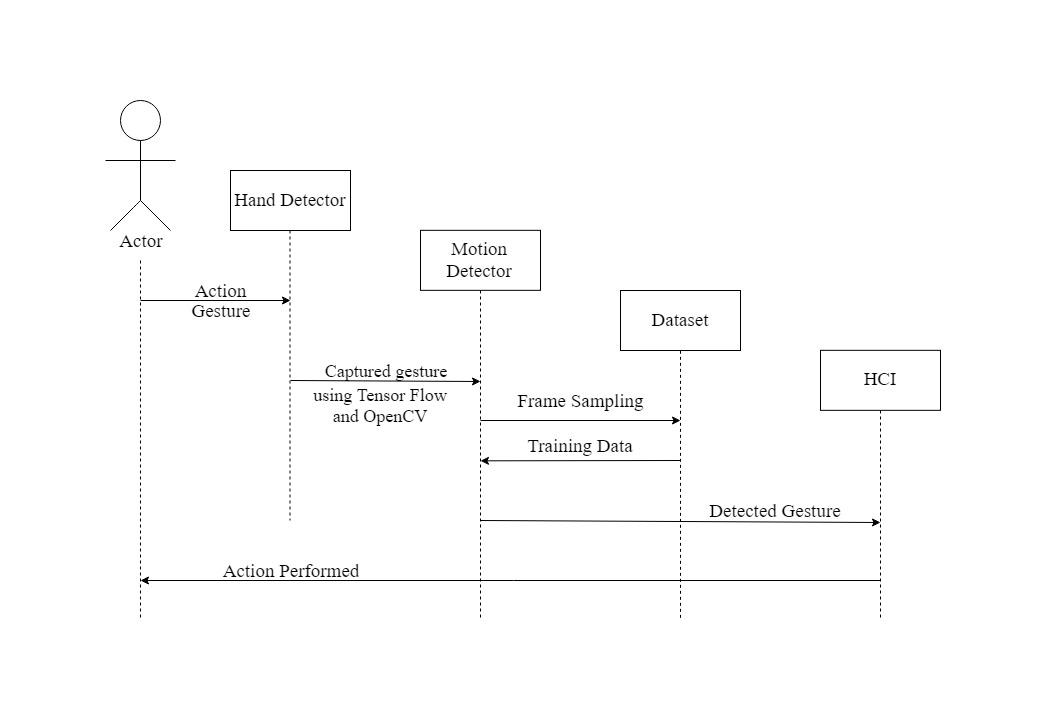 Actor
Hand Detector
Motion
Detector
Dataset
HCI
Action
Gesture
Captured gesture
using Tensor Flow
and OpenCV
Frame Sampling
Training Data
Detected Gesture
Action Performed